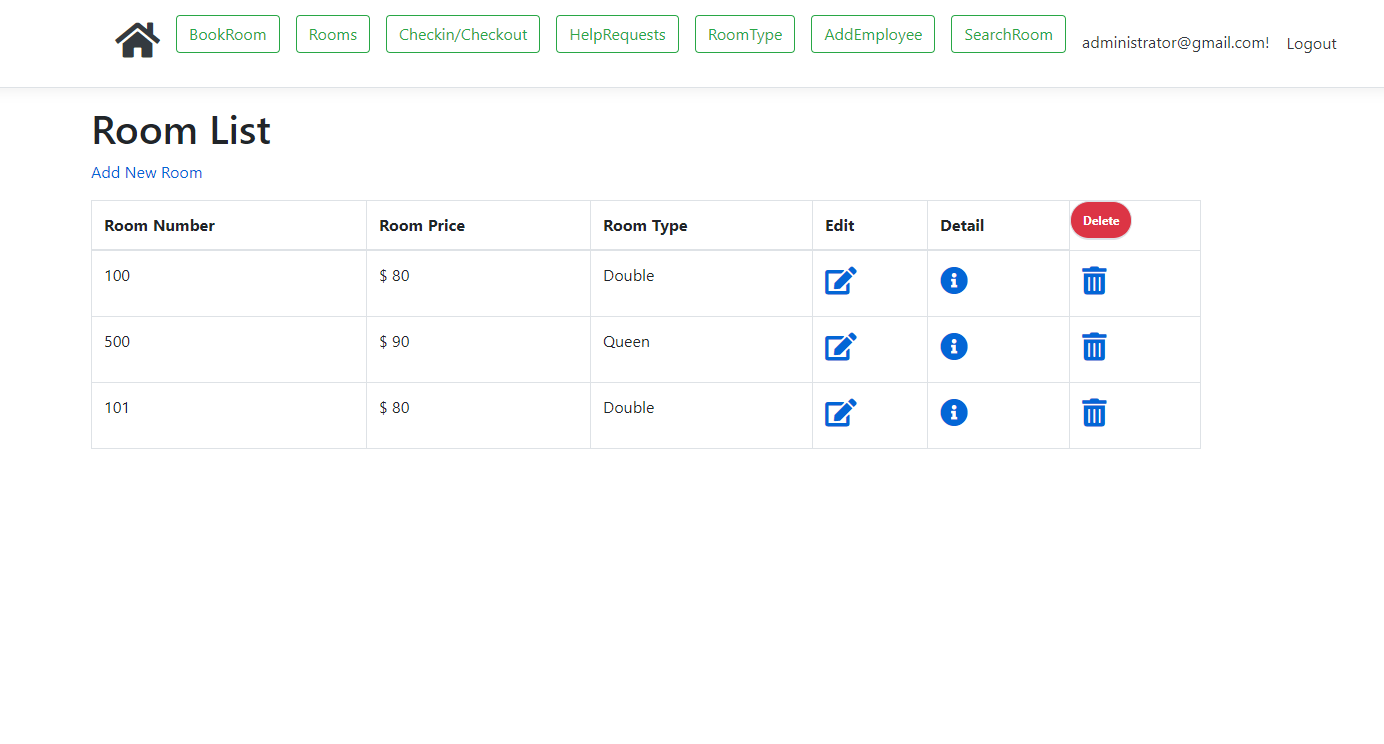 BookRoom Rooms Checkin/Checkout HelpRequests RoomType AddEmployee SearchRoom administrator@gmail.com! Logout
Room List
Add New Room
Room Number Room Price Room Type Edit Detail Delete
100 $ 80 Double
500 $ 90 Queen
101 $ 80 Double